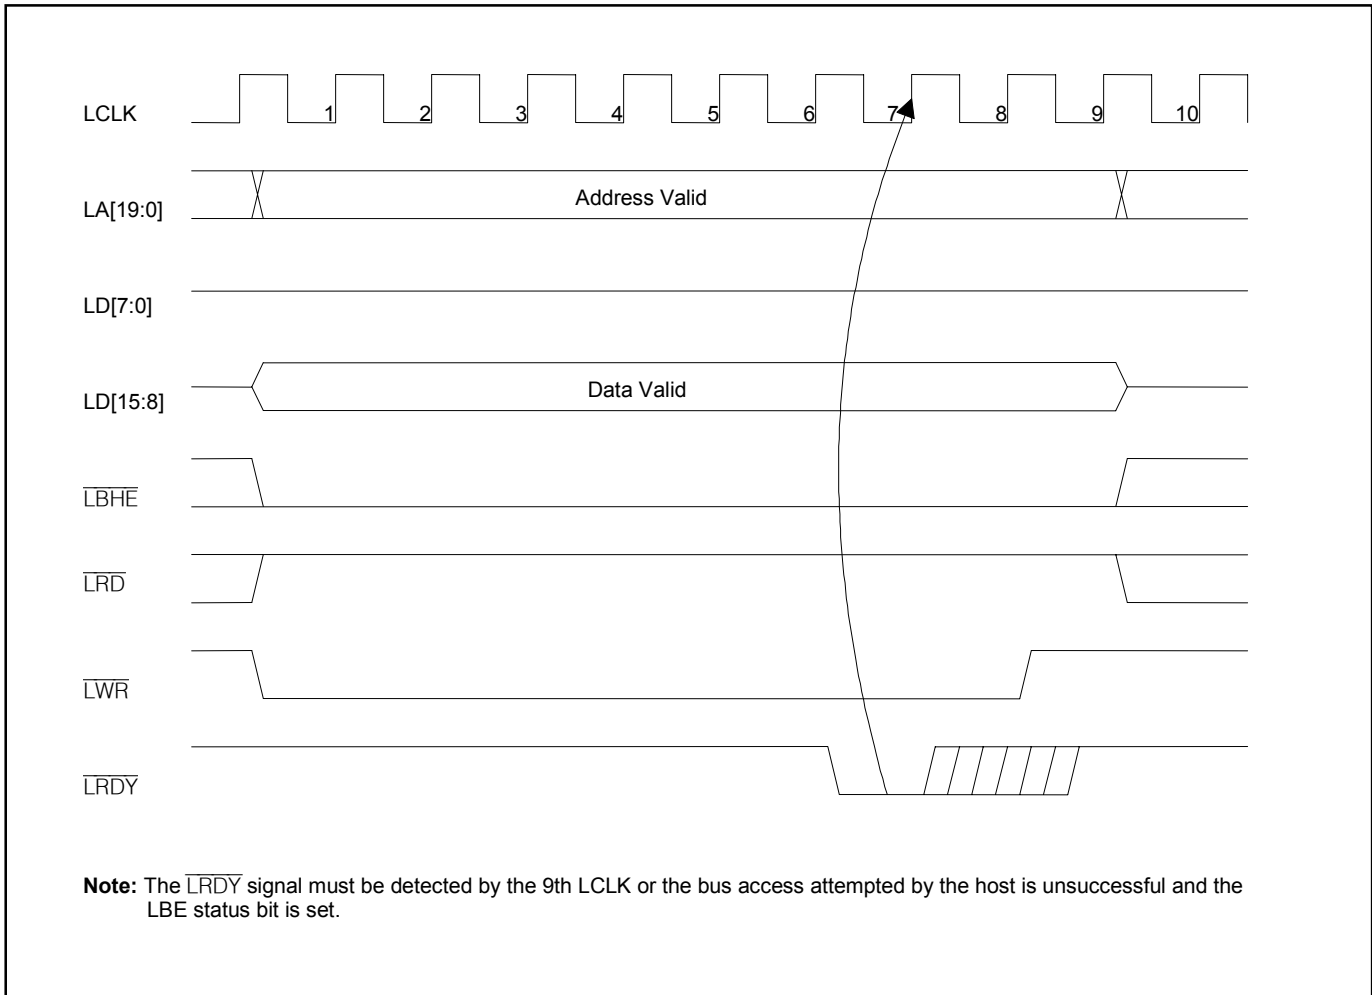 LCLK 1 2 3 4 5 6 7 8 9 10
LA[19:0] Address Valid
LD[7:0]
LD[15:8] Data Valid
LBHE
LRD
LWR
LRDY
Note: The LRDY signal must be detected by the 9th LCLK or the bus access attempted by the host is unsuccessful and the
LBE status bit is set.